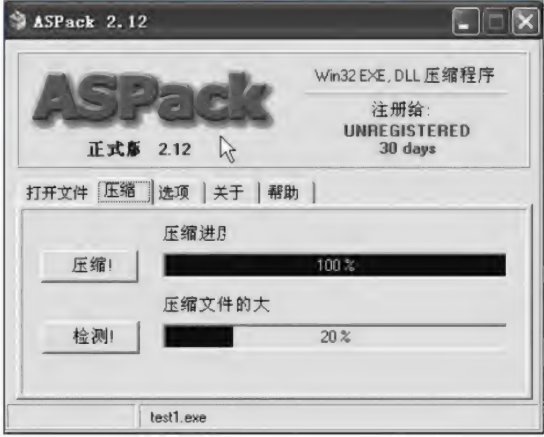 ASPack 2.12
ASPack
正式版 2.12
Win32 EXE, DLL 压缩程序
注册给:
UNREGISTERED
30 days
打开文件 压缩 选项 关于 帮助
压缩进
压缩! 100%
压缩文件的大
检测! 20%
test1.exe